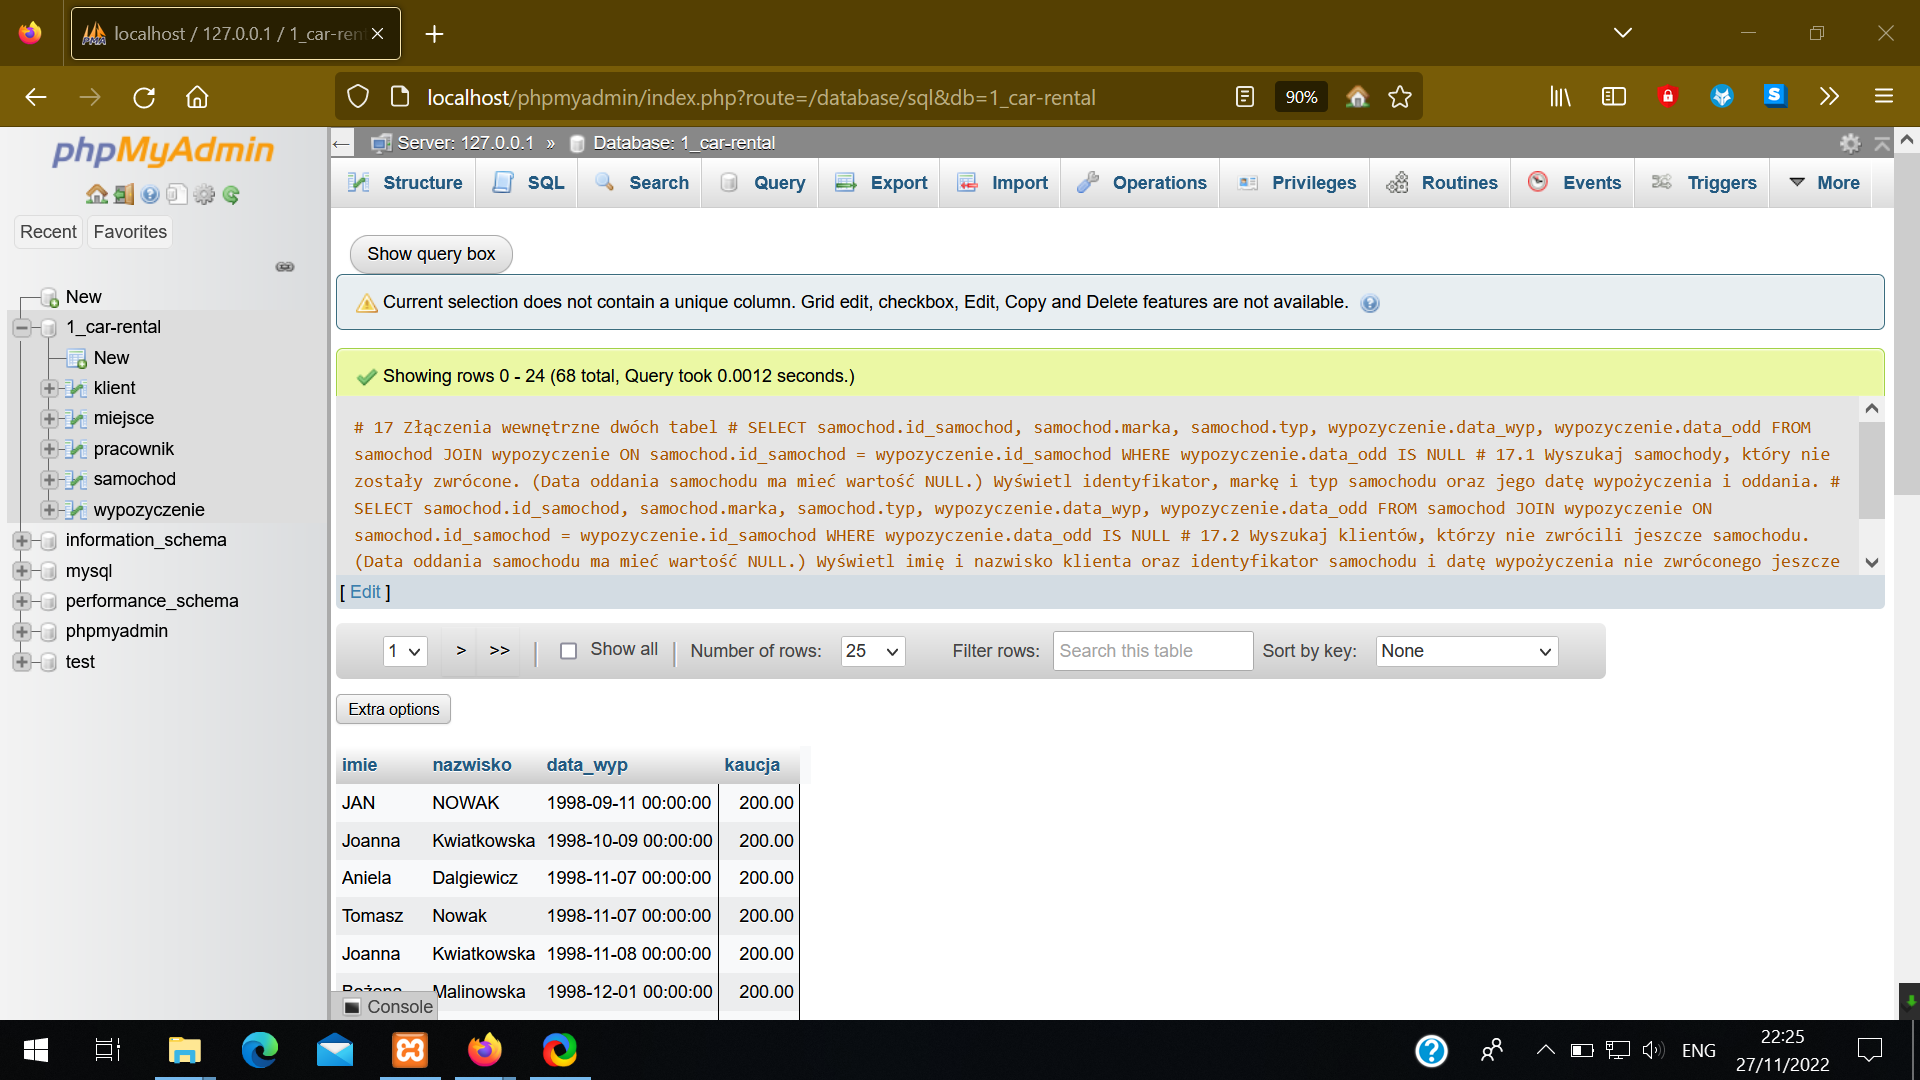 localhost / 127.0.0.1 / 1_car-ren
localhost/phpmyadmin/index.php?route=/database/sql&db=1_car-rental
90%
phpMyAdmin
Recent
Favorites
New
1_car-rental
New
klient
miejsce
pracownik
samochod
wypozyczenie
information_schema
mysql
performance_schema
phpmyadmin
test
Server: 127.0.0.1 » Database: 1_car-rental
Structure SQL Search Query Export Import Operations Privileges Routines Events Triggers More
Show query box
Current selection does not contain a unique column. Grid edit, checkbox, Edit, Copy and Delete features are not available.
Showing rows 0 - 24 (68 total, Query took 0.0012 seconds.)
# 17 Złączenia wewnętrzne dwóch tabel # SELECT samochod.id_samochod, samochod.marka, samochod.typ, wypozyczenie.data_wyp, wypozyczenie.data_odd FROM
samochod JOIN wypozyczenie ON samochod.id_samochod = wypozyczenie.id_samochod WHERE wypozyczenie.data_odd IS NULL # 17.1 Wyszukaj samochody, który nie
zostały zwrócone. (Data oddania samochodu ma mieć wartość NULL.) Wyświetl identyfikator, markę i typ samochodu oraz jego datę wypożyczenia i oddania. #
SELECT samochod.id_samochod, samochod.marka, samochod.typ, wypozyczenie.data_wyp, wypozyczenie.data_odd FROM samochod JOIN wypozyczenie ON
samochod.id_samochod = wypozyczenie.id_samochod WHERE wypozyczenie.data_odd IS NULL # 17.2 Wyszukaj klientów, którzy nie zwrócili jeszcze samochodu.
(Data oddania samochodu ma mieć wartość NULL.) Wyświetl imię i nazwisko klienta oraz identyfikator samochodu i datę wypożyczenia nie zwróconego jeszcze
[ Edit ]
1 > >> Show all Number of rows: 25 Filter rows: Search this table Sort by key: None
Extra options
imie nazwisko data_wyp kaucja
JAN NOWAK 1998-09-11 00:00:00 200.00
Joanna Kwiatkowska 1998-10-09 00:00:00 200.00
Aniela Dalgiewicz 1998-11-07 00:00:00 200.00
Tomasz Nowak 1998-11-07 00:00:00 200.00
Joanna Kwiatkowska 1998-11-08 00:00:00 200.00
Bożena Malinowska 1998-12-01 00:00:00 200.00
Console
ENG
22:25
27/11/2022